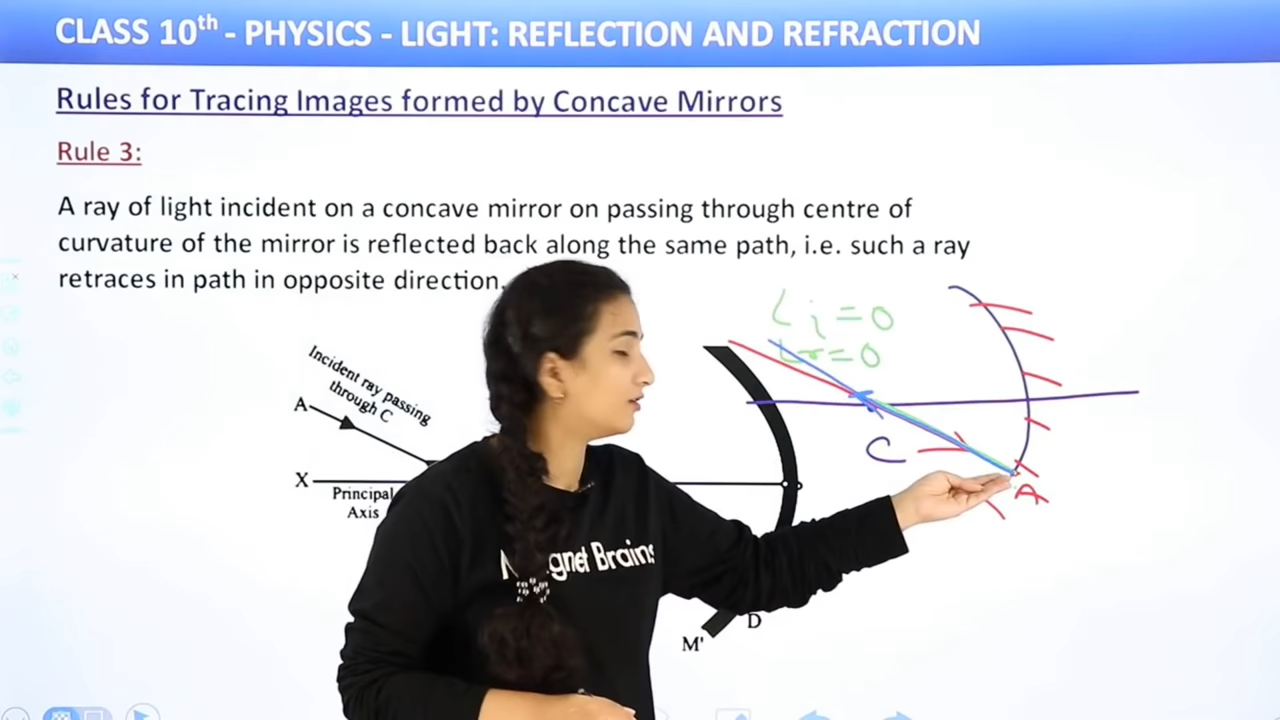 CLASS 10th - PHYSICS - LIGHT: REFLECTION AND REFRACTION
Rules for Tracing Images formed by Concave Mirrors
Rule 3:
A ray of light incident on a concave mirror on passing through centre of
curvature of the mirror is reflected back along the same path, i.e. such a ray
retraces in path in opposite direction.
∠i=0
∠r=0
Incident ray passing
through C
A
X
Principal
Axis
C
A
D
M'